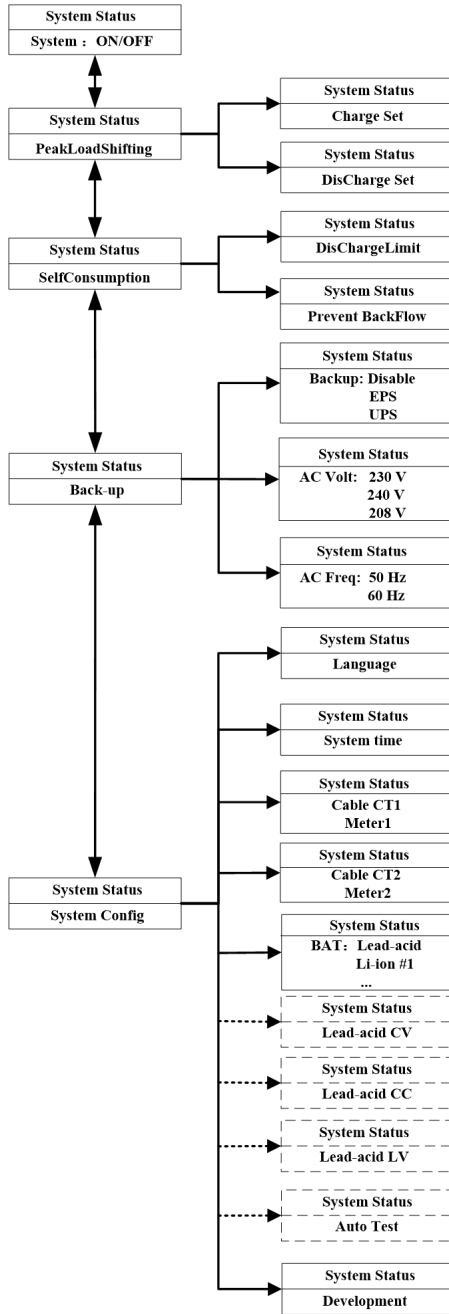 System Status
System： ON/OFF
System Status
PeakLoadShifting
System Status
Charge Set
System Status
DisCharge Set
System Status
SelfConsumption
System Status
DisChargeLimit
System Status
Prevent BackFlow
System Status
Back-up
System Status
Backup: Disable
EPS
UPS
System Status
AC Volt: 230 V
240 V
208 V
System Status
AC Freq: 50 Hz
60 Hz
System Status
System Config
System Status
Language
System Status
System time
System Status
Cable CT1
Meter1
System Status
Cable CT2
Meter2
System Status
BAT：Lead-acid
Li-ion #1
...
System Status
Lead-acid CV
System Status
Lead-acid CC
System Status
Lead-acid LV
System Status
Auto Test
System Status
Development